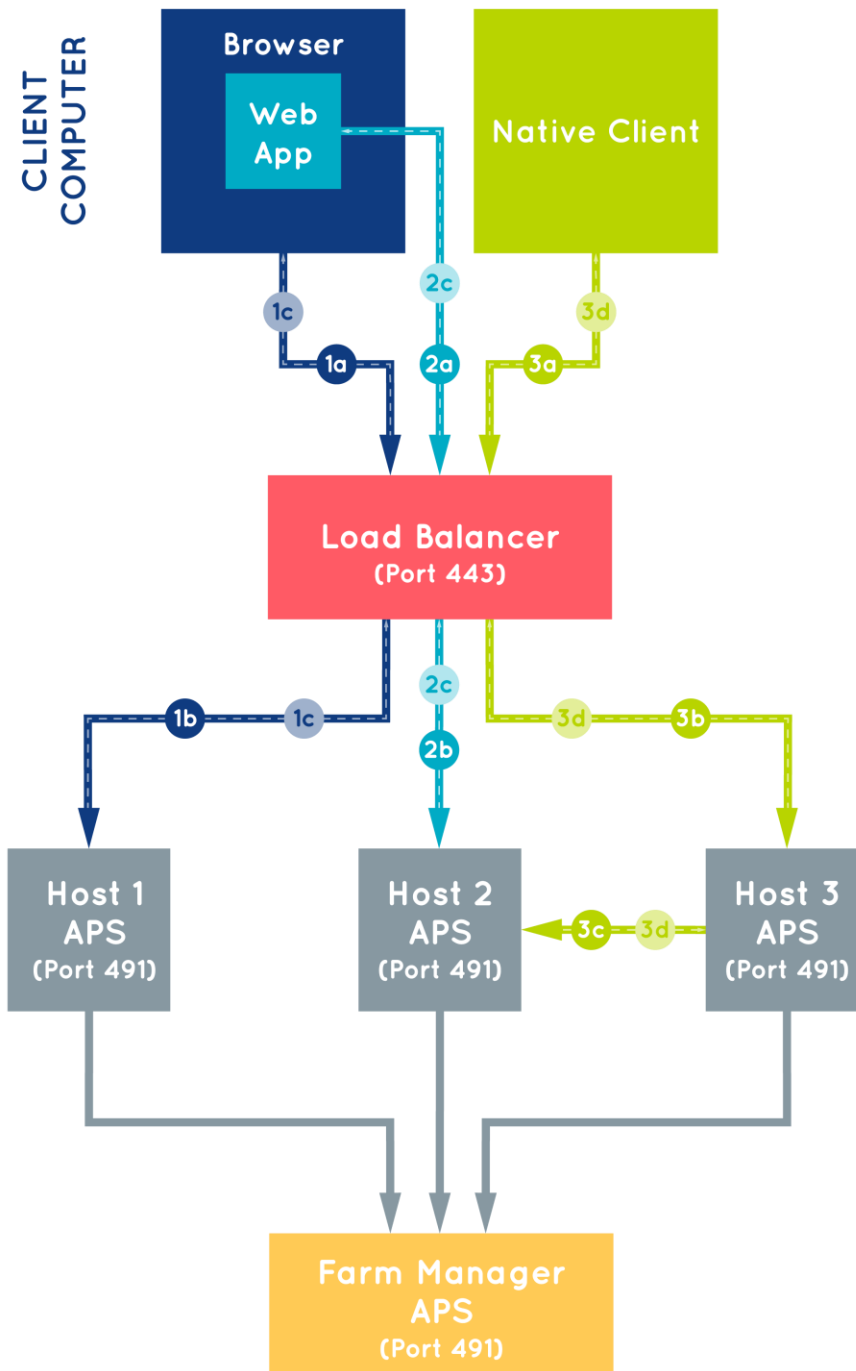 CLIENT
COMPUTER
Browser
Web
App
Native Client
2c
1c
3d
1a
2a
3a
Load Balancer
(Port 443)
2c
1b
1c
3d
3b
2b
Host 1
APS
(Port 491)
Host 2
APS
(Port 491)
3c
3d
Host 3
APS
(Port 491)
Farm Manager
APS
(Port 491)